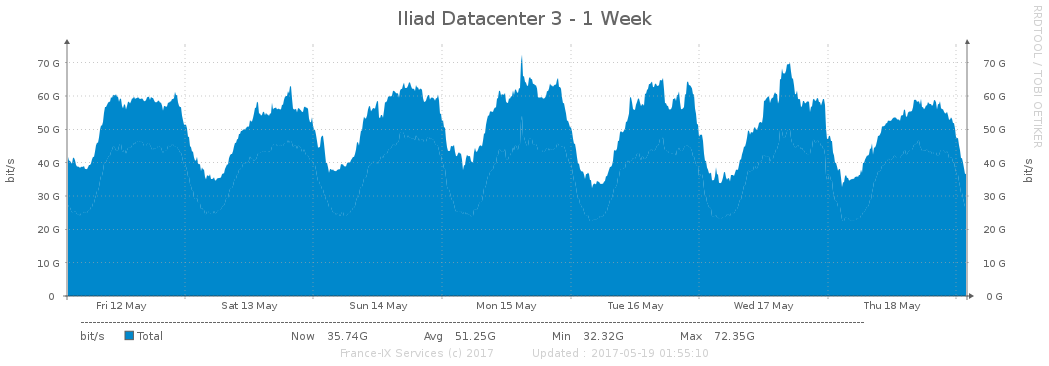 Iliad Datacenter 3 - 1 Week
RRDTOOL / TOBI OETIKER
bit/s
70 G 70 G
60 G 60 G
50 G 50 G
40 G 40 G
30 G 30 G
20 G 20 G
10 G 10 G
0 0 G
bit/s
Fri 12 May Sat 13 May Sun 14 May Mon 15 May Tue 16 May Wed 17 May Thu 18 May
bit/s Total Now 35.74G Avg 51.25G Min 32.32G Max 72.35G
France-IX Services (c) 2017 Updated : 2017-05-19 01:55:10